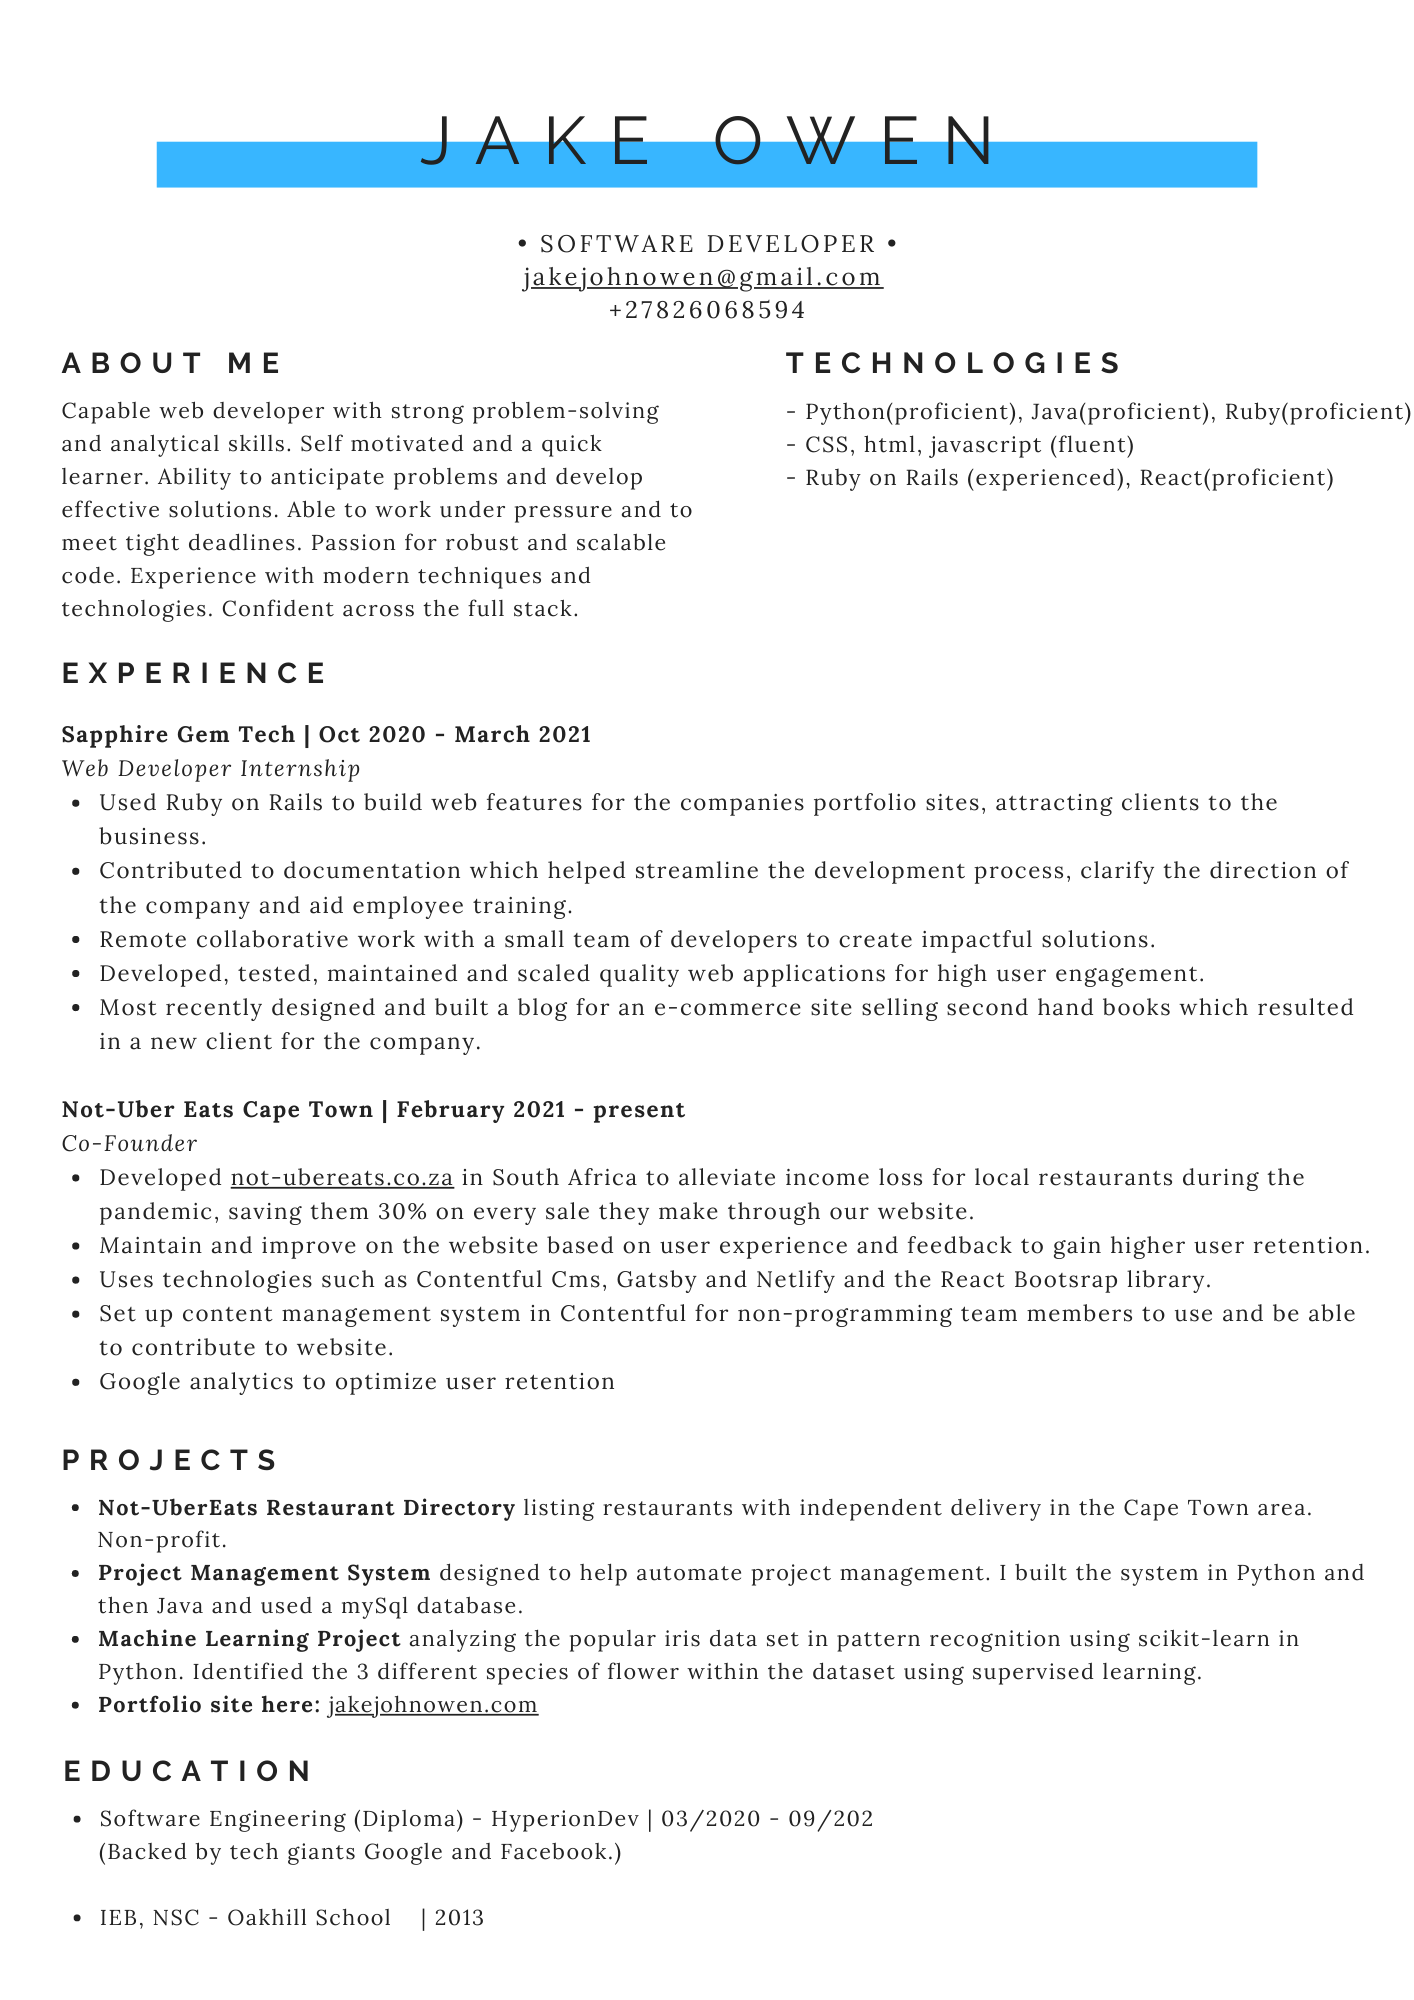 JAKE OWEN
• SOFTWARE DEVELOPER •
jakejohnowen@gmail.com
+27826068594
ABOUT ME
Capable web developer with strong problem-solving
and analytical skills. Self motivated and a quick
learner. Ability to anticipate problems and develop
effective solutions. Able to work under pressure and to
meet tight deadlines. Passion for robust and scalable
code. Experience with modern techniques and
technologies. Confident across the full stack.
TECHNOLOGIES
- Python(proficient), Java(proficient), Ruby(proficient)
- CSS, html, javascript (fluent)
- Ruby on Rails (experienced), React(proficient)
EXPERIENCE
Sapphire Gem Tech | Oct 2020 - March 2021
Web Developer Internship
• Used Ruby on Rails to build web features for the companies portfolio sites, attracting clients to the
business.
• Contributed to documentation which helped streamline the development process, clarify the direction of
the company and aid employee training.
• Remote collaborative work with a small team of developers to create impactful solutions.
• Developed, tested, maintained and scaled quality web applications for high user engagement.
• Most recently designed and built a blog for an e-commerce site selling second hand books which resulted
in a new client for the company.
Not-Uber Eats Cape Town | February 2021 - present
Co-Founder
• Developed not-ubereats.co.za in South Africa to alleviate income loss for local restaurants during the
pandemic, saving them 30% on every sale they make through our website.
• Maintain and improve on the website based on user experience and feedback to gain higher user retention.
• Uses technologies such as Contentful Cms, Gatsby and Netlify and the React Bootsrap library.
• Set up content management system in Contentful for non-programming team members to use and be able
to contribute to website.
• Google analytics to optimize user retention
PROJECTS
• Not-UberEats Restaurant Directory listing restaurants with independent delivery in the Cape Town area.
Non-profit.
• Project Management System designed to help automate project management. I built the system in Python and
then Java and used a mySql database.
• Machine Learning Project analyzing the popular iris data set in pattern recognition using scikit-learn in
Python. Identified the 3 different species of flower within the dataset using supervised learning.
• Portfolio site here: jakejohnowen.com
EDUCATION
• Software Engineering (Diploma) - HyperionDev | 03/2020 - 09/202
(Backed by tech giants Google and Facebook.)
• IEB, NSC - Oakhill School | 2013